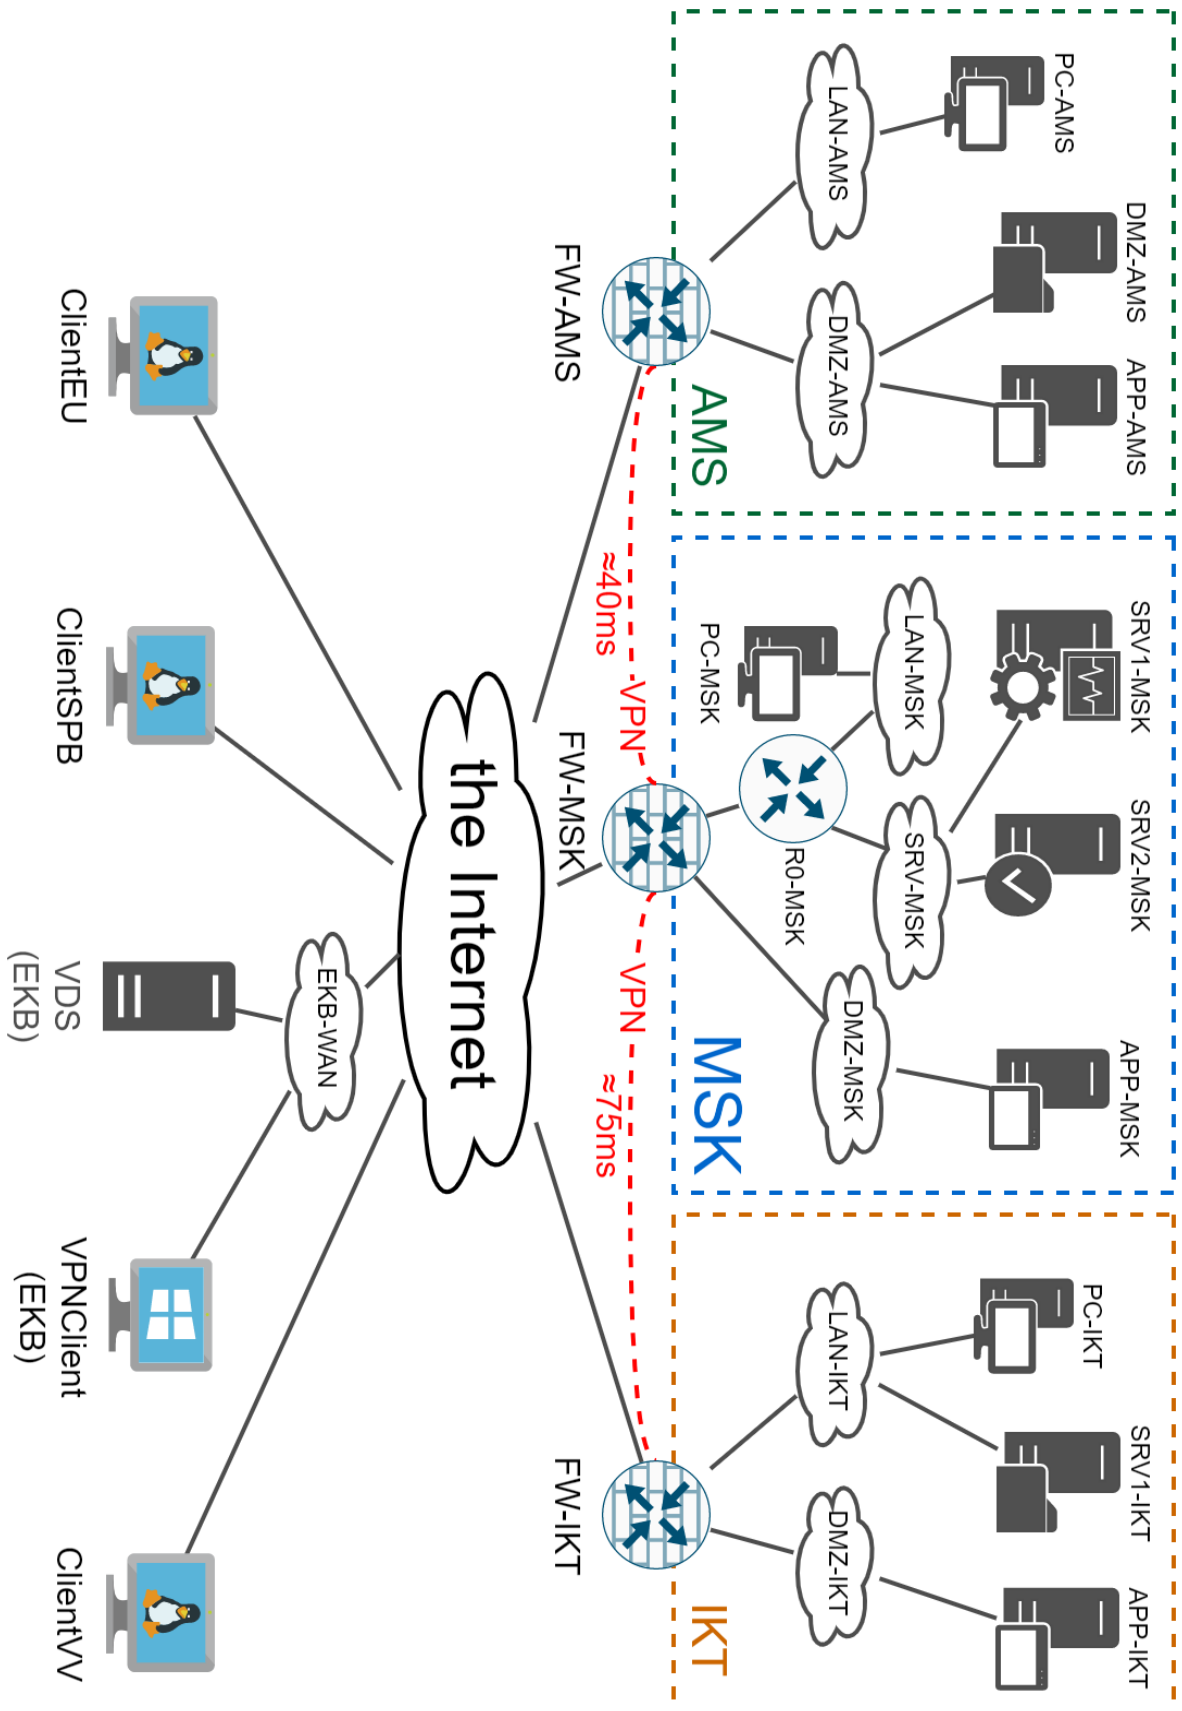 PC-AMS
DMZ-AMS
APP-AMS
LAN-AMS
DMZ-AMS
AMS
FW-AMS
SRV1-MSK
SRV2-MSK
APP-MSK
LAN-MSK
SRV-MSK
DMZ-MSK
PC-MSK
R0-MSK
MSK
FW-MSK
PC-IKT
SRV1-IKT
APP-IKT
LAN-IKT
DMZ-IKT
IKT
FW-IKT
VPN
≈40ms
VPN
≈75ms
the Internet
EKB-WAN
ClientEU
ClientSPB
VDS
(EKB)
VPNClient
(EKB)
ClientVV